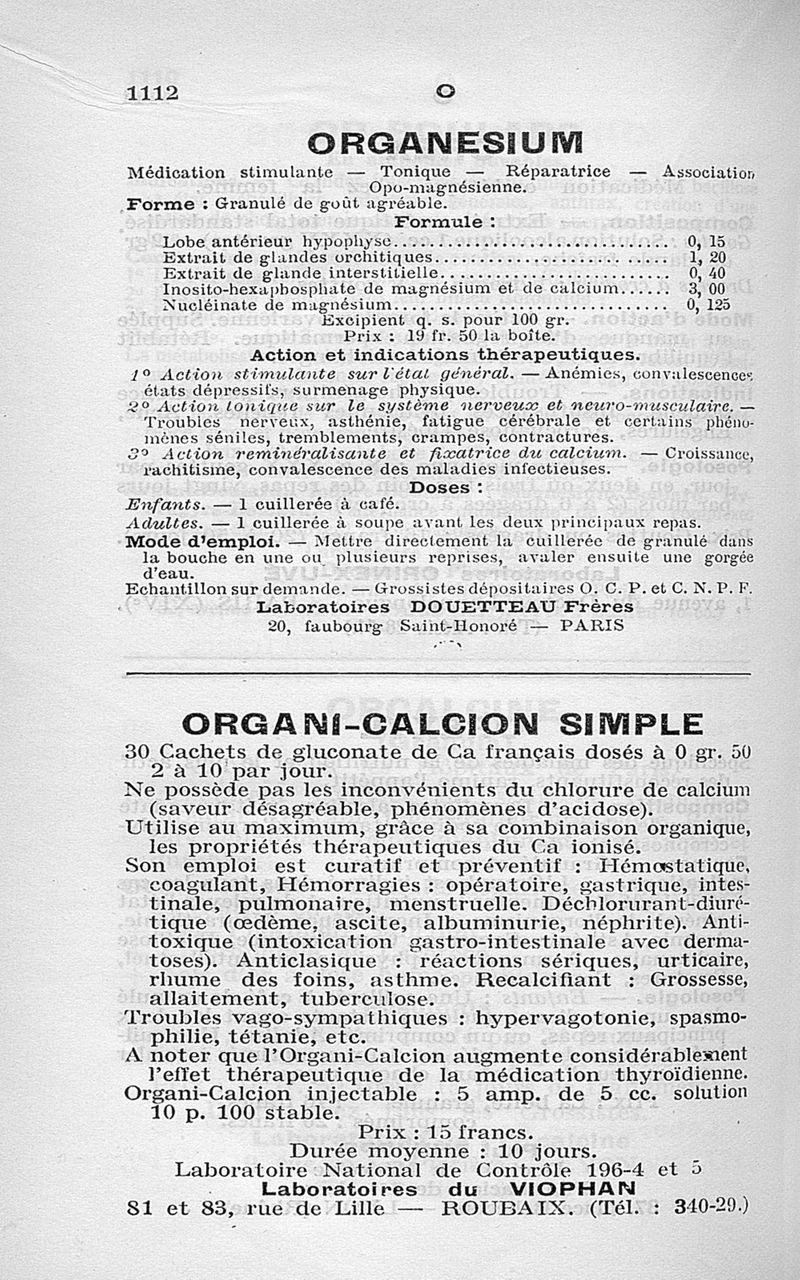 1112
O
ORGANESIUM
Médication stimulante — Tonique — Réparatrice — Association
Opo-magnésienne.
Forme : Granulé de goût agréable.
Formule :
Lobe antérieur hypophyse.............................. 0, 15
Extrait de glandes orchitiques.......................... 1, 20
Extrait de glande interstitielle.......................... 0, 40
Inosito-hexaphosphate de magnésium et de calcium...... 3, 00
Nucléinate de magnésium.............................. 0, 125
Excipient q. s. pour 100 gr.
Prix : 19 fr. 50 la boîte.
Action et indications thérapeutiques.
1° Action stimulante sur l'état général. — Anémies, convalescences,
états dépressifs, surmenage physique.
2° Action tonique sur le système nerveux et neuro-musculaire. —
Troubles nerveux, asthénie, fatigue cérébrale et certains phéno-
mènes séniles, tremblements, crampes, contractures.
3° Action reminéralisante et fixatrice du calcium. — Croissance,
rachitisme, convalescence des maladies infectieuses.
Doses :
Enfants. — 1 cuillerée à café.
Adultes. — 1 cuillerée à soupe avant les deux principaux repas.
Mode d'emploi. — Mettre directement la cuillerée de granulé dans
la bouche en une ou plusieurs reprises, avaler ensuite une gorgée
d'eau.
Echantillon sur demande. — Grossistes dépositaires O. C. P. et C. N. P. F.
Laboratoires DOUETTEAU Frères
20, faubourg Saint-Honoré — PARIS
ORGANI-CALCION SIMPLE
30 Cachets de gluconate de Ca français dosés à 0 gr. 50
2 à 10 par jour.
Ne possède pas les inconvénients du chlorure de calcium
(saveur désagréable, phénomènes d'acidose).
Utilise au maximum, grâce à sa combinaison organique,
les propriétés thérapeutiques du Ca ionisé.
Son emploi est curatif et préventif : Hémostatique,
coagulant, Hémorragies : opératoire, gastrique, intes-
tinale, pulmonaire, menstruelle. Déchlorurant-diuré-
tique (œdème, ascite, albuminurie, néphrite). Anti-
toxique (intoxication gastro-intestinale avec derma-
toses). Anticlasique : réactions sériques, urticaire,
rhume des foins, asthme. Recalcifiant : Grossesse,
allaitement, tuberculose.
Troubles vago-sympathiques : hypervagotonie, spasmo-
philie, tétanie, etc.
A noter que l'Organi-Calcion augmente considérablement
l'effet thérapeutique de la médication thyroïdienne.
Organi-Calcion injectable : 5 amp. de 5 cc. solution
10 p. 100 stable.
Prix : 15 francs.
Durée moyenne : 10 jours.
Laboratoire National de Contrôle 196-4 et 5
Laboratoires du VIOPHAN
81 et 83, rue de Lille — ROUBAIX. (Tél. : 340-29.)